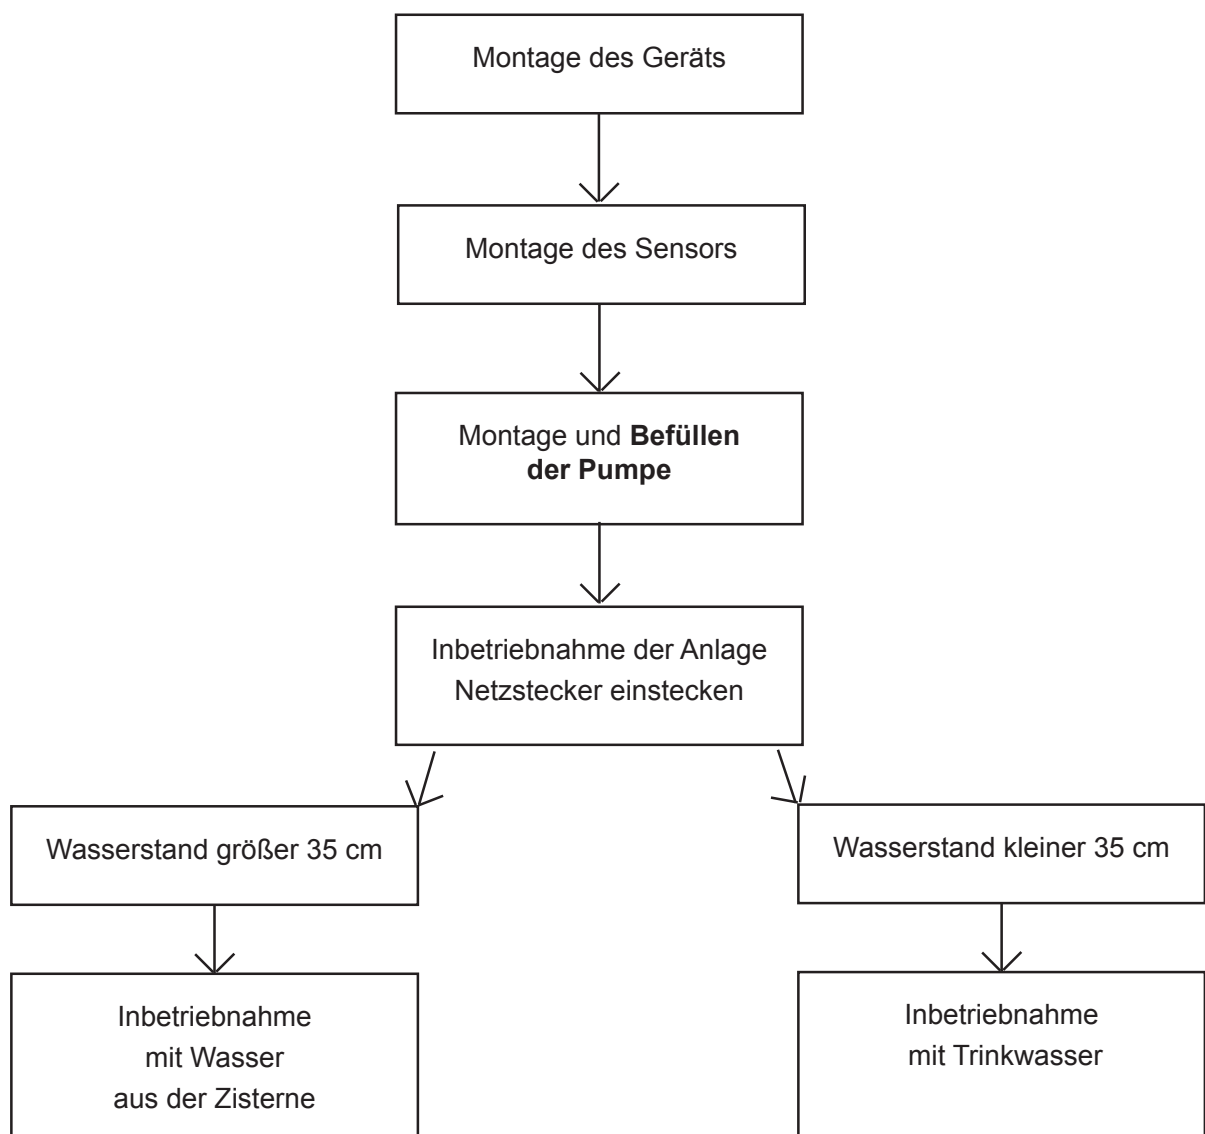 Montage des Geräts
Montage des Sensors
Montage und Befüllen
der Pumpe
Inbetriebnahme der Anlage
Netzstecker einstecken
Wasserstand größer 35 cm
Wasserstand kleiner 35 cm
Inbetriebnahme
mit Wasser
aus der Zisterne
Inbetriebnahme
mit Trinkwasser